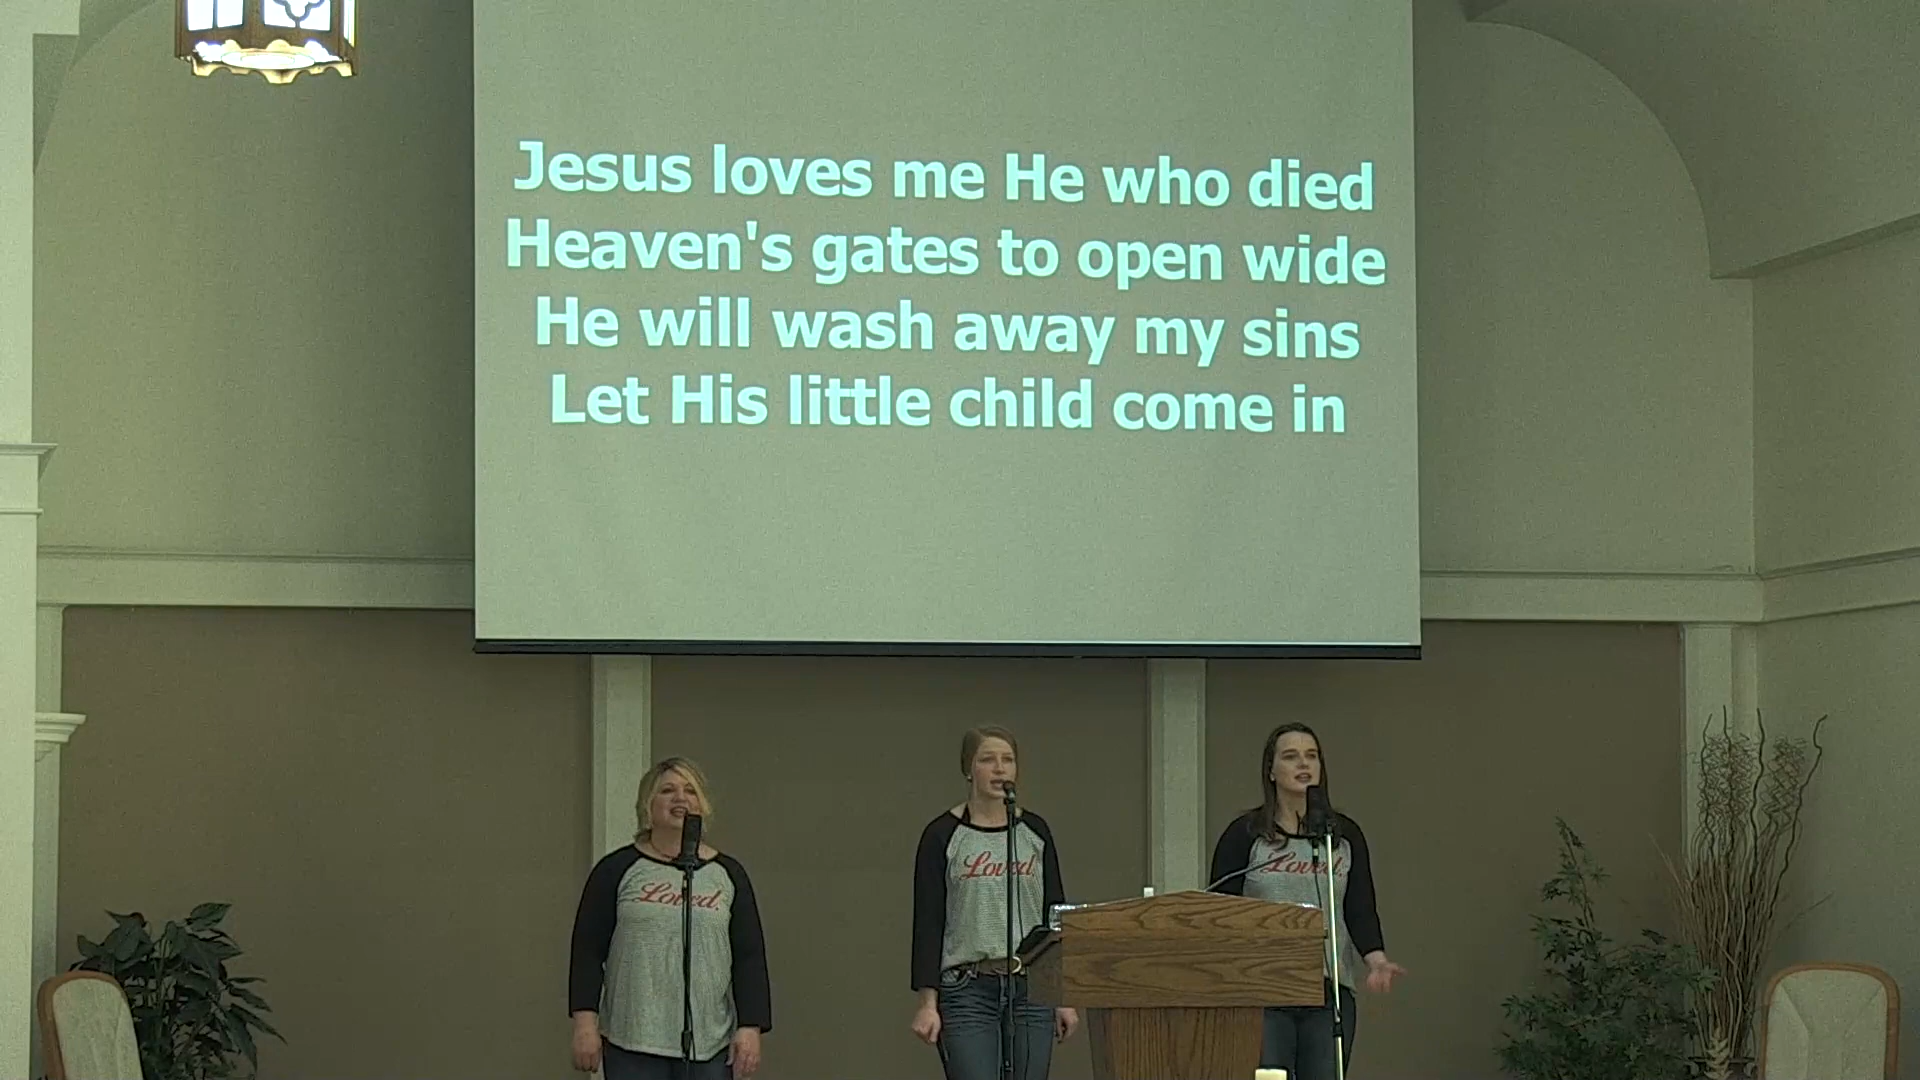 Jesus loves me He who died
Heaven's gates to open wide
He will wash away my sins
Let His little child come in
Loved.
Loved.
Loved.